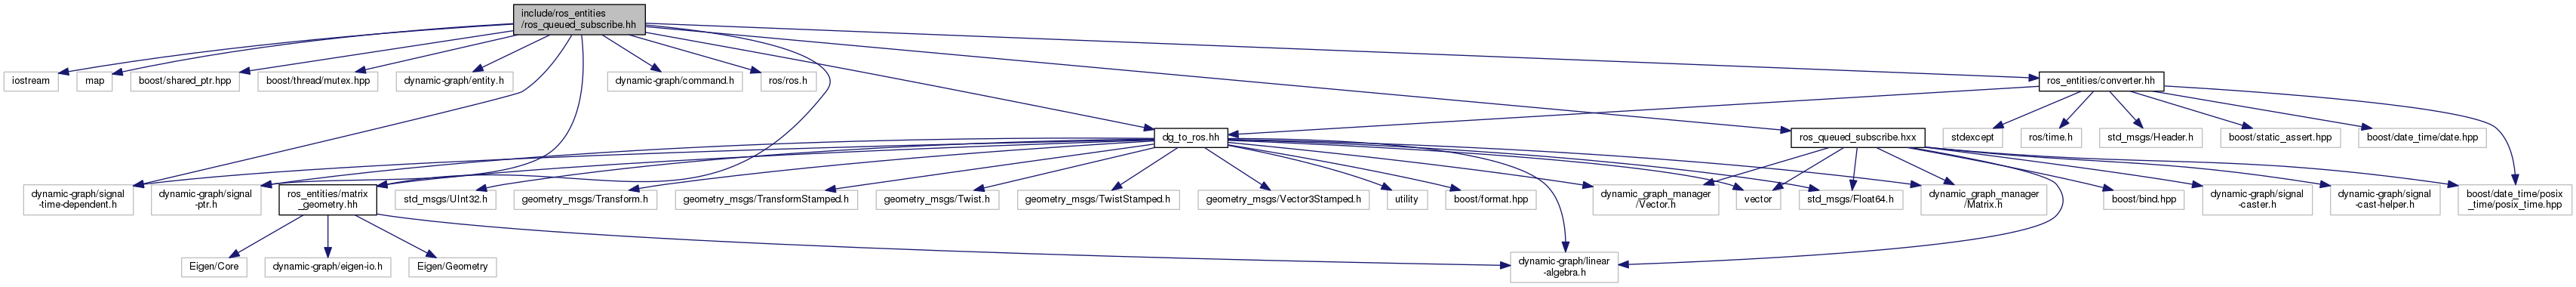 include/ros_entities
/ros_queued_subscribe.hh
iostream
map
boost/shared_ptr.hpp
boost/thread/mutex.hpp
dynamic-graph/entity.h
dynamic-graph/command.h
ros/ros.h
ros_entities/converter.hh
dg_to_ros.hh
ros_queued_subscribe.hxx
stdexcept
ros/time.h
std_msgs/Header.h
boost/static_assert.hpp
boost/date_time/date.hpp
dynamic-graph/signal
-time-dependent.h
dynamic-graph/signal
-ptr.h
ros_entities/matrix
_geometry.hh
std_msgs/UInt32.h
geometry_msgs/Transform.h
geometry_msgs/TransformStamped.h
geometry_msgs/Twist.h
geometry_msgs/TwistStamped.h
geometry_msgs/Vector3Stamped.h
utility
boost/format.hpp
dynamic_graph_manager
/Vector.h
vector
std_msgs/Float64.h
dynamic_graph_manager
/Matrix.h
boost/bind.hpp
dynamic-graph/signal
-caster.h
dynamic-graph/signal
-cast-helper.h
boost/date_time/posix
_time/posix_time.hpp
Eigen/Core
dynamic-graph/eigen-io.h
Eigen/Geometry
dynamic-graph/linear
-algebra.h